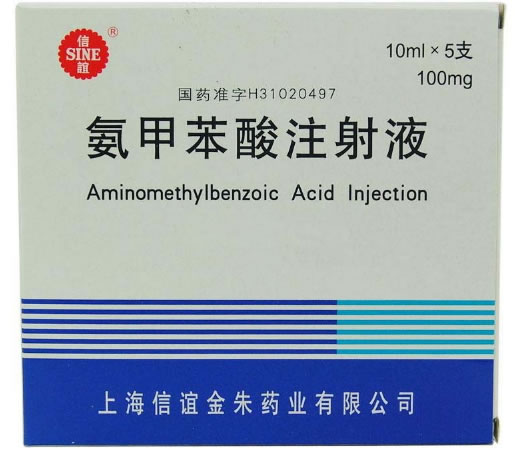 信
SINE
誼
®
10ml × 5支
100mg
国药准字H31020497
氨甲苯酸注射液
Aminomethylbenzoic Acid Injection
上海信谊金朱药业有限公司